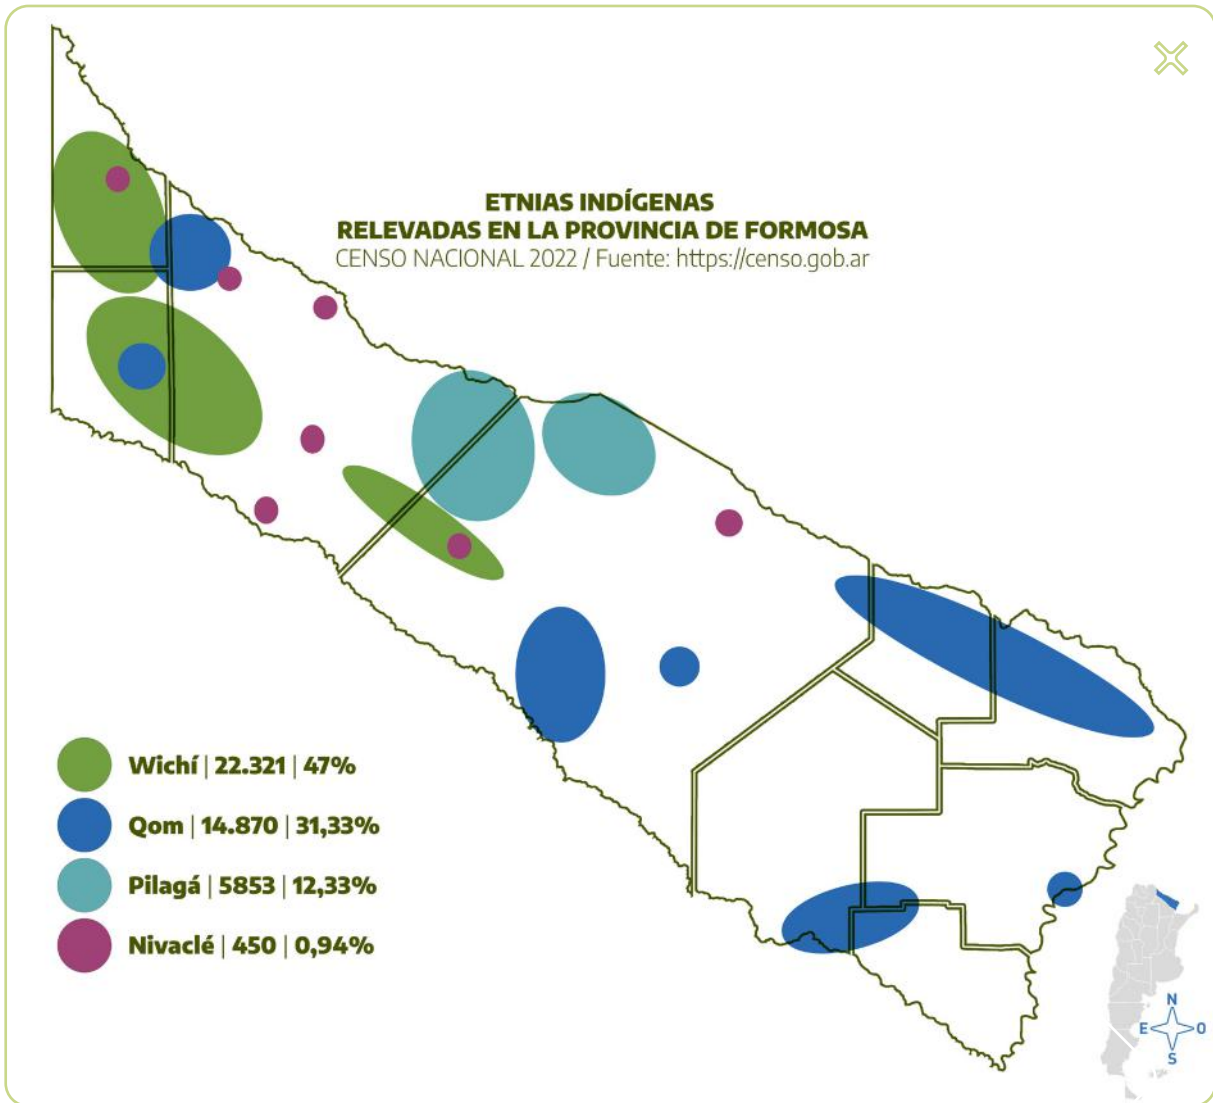 ETNIAS INDÍGENAS
RELEVADAS EN LA PROVINCIA DE FORMOSA
CENSO NACIONAL 2022 / Fuente: https://censo.gob.ar
Wichí | 22.321 | 47%
Qom | 14.870 | 31,33%
Pilagá | 5853 | 12,33%
Nivaclé | 450 | 0,94%
N
E O
S